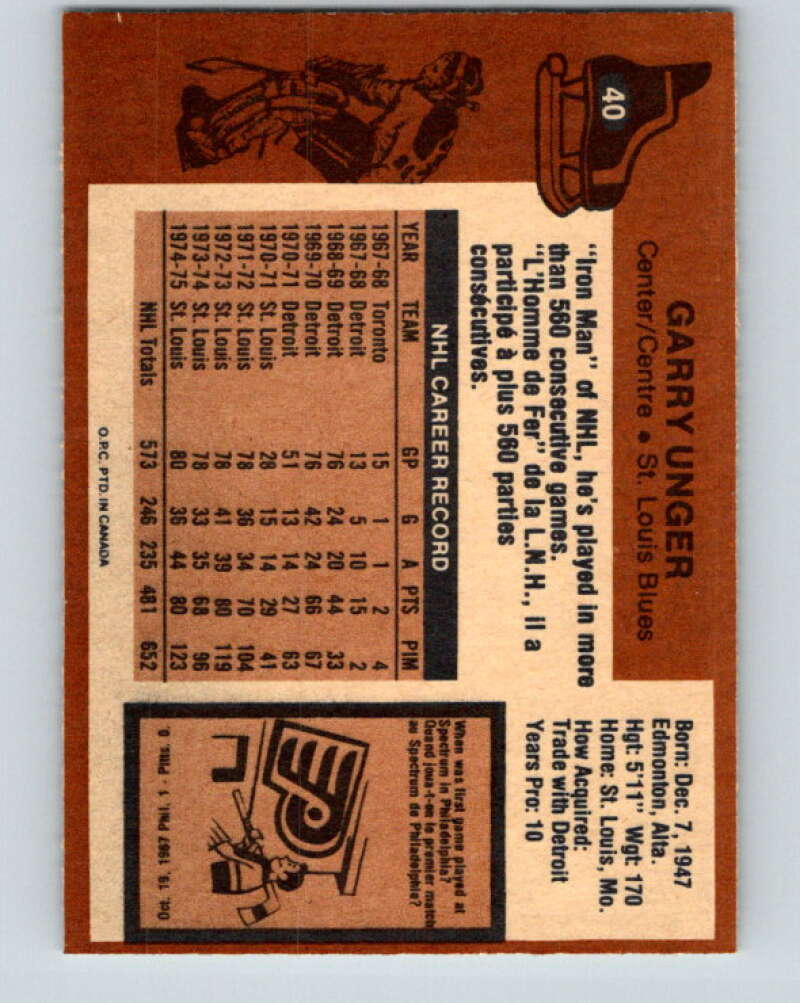 40
GARRY UNGER
Center/Centre • St. Louis Blues
Born: Dec. 7, 1947
Edmonton, Alta.
Hgt: 5'11" Wgt: 170
Home: St. Louis, Mo.
How Acquired:
Trade with Detroit
Years Pro: 10
"Iron Man" of NHL, he's played in more
than 560 consecutive games.
"L'Homme de Fer" de la L.N.H., il a
participé à plus 560 parties
consécutives.
NHL CAREER RECORD
YEAR TEAM GP G A PTS PIM
1967-68 Toronto 15 1 1 2 4
1967-68 Detroit 13 5 10 15 2
1968-69 Detroit 76 24 20 44 33
1969-70 Detroit 76 42 24 66 67
1970-71 Detroit 51 13 14 27 63
1970-71 St. Louis 28 15 14 29 41
1971-72 St. Louis 78 36 34 70 104
1972-73 St. Louis 78 41 39 80 119
1973-74 St. Louis 78 33 35 68 96
1974-75 St. Louis 80 36 44 80 123
NHL Totals 573 246 235 481 652
When was first game played at
Spectrum in Philadelphia?
Quand joua-t-on le premier match
au Spectrum de Philadelphia?
Oct. 19, 1967 Phil. 1 - Pitts. 0.
O.P.C. PTD. IN CANADA